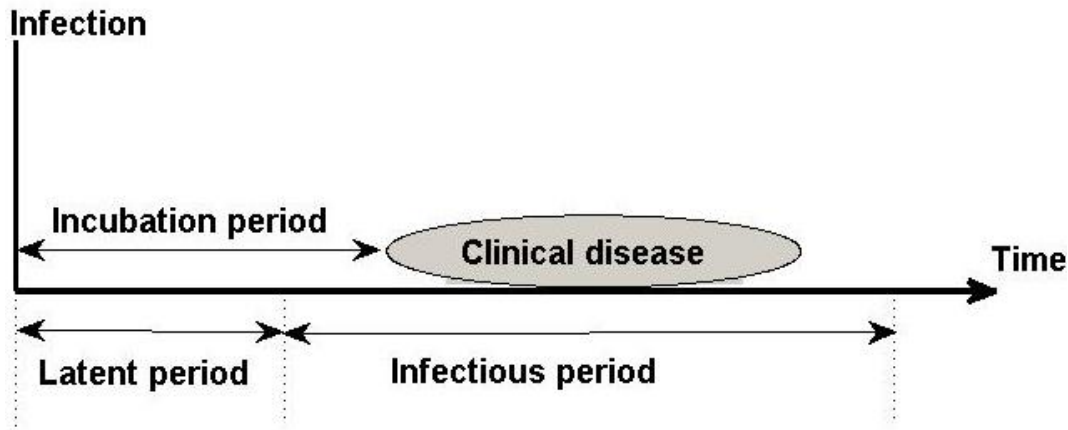 Infection
Incubation period
Clinical disease
Time
Latent period
Infectious period